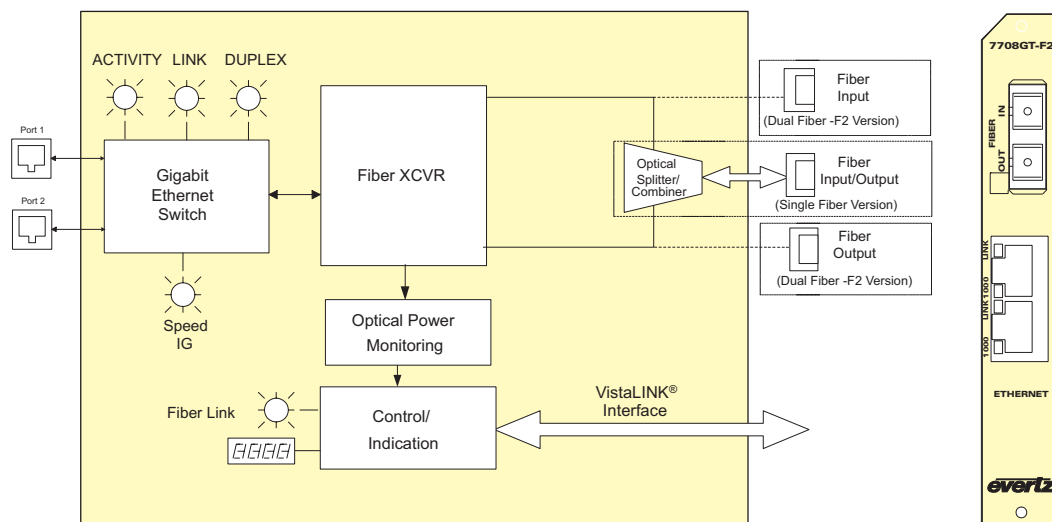 ACTIVITY
LINK
DUPLEX
Port 1
Port 2
Gigabit
Ethernet
Switch
Speed
IG
Fiber XCVR
Optical Power
Monitoring
Fiber Link
Control/
Indication
VistaLINK®
Interface
Optical
Splitter/
Combiner
Fiber
Input
(Dual Fiber -F2 Version)
Fiber
Input/Output
(Single Fiber Version)
Fiber
Output
(Dual Fiber -F2 Version)
7708GT-F2
FIBER
IN
OUT
LINK
1000
LINK
1000
ETHERNET
evertz